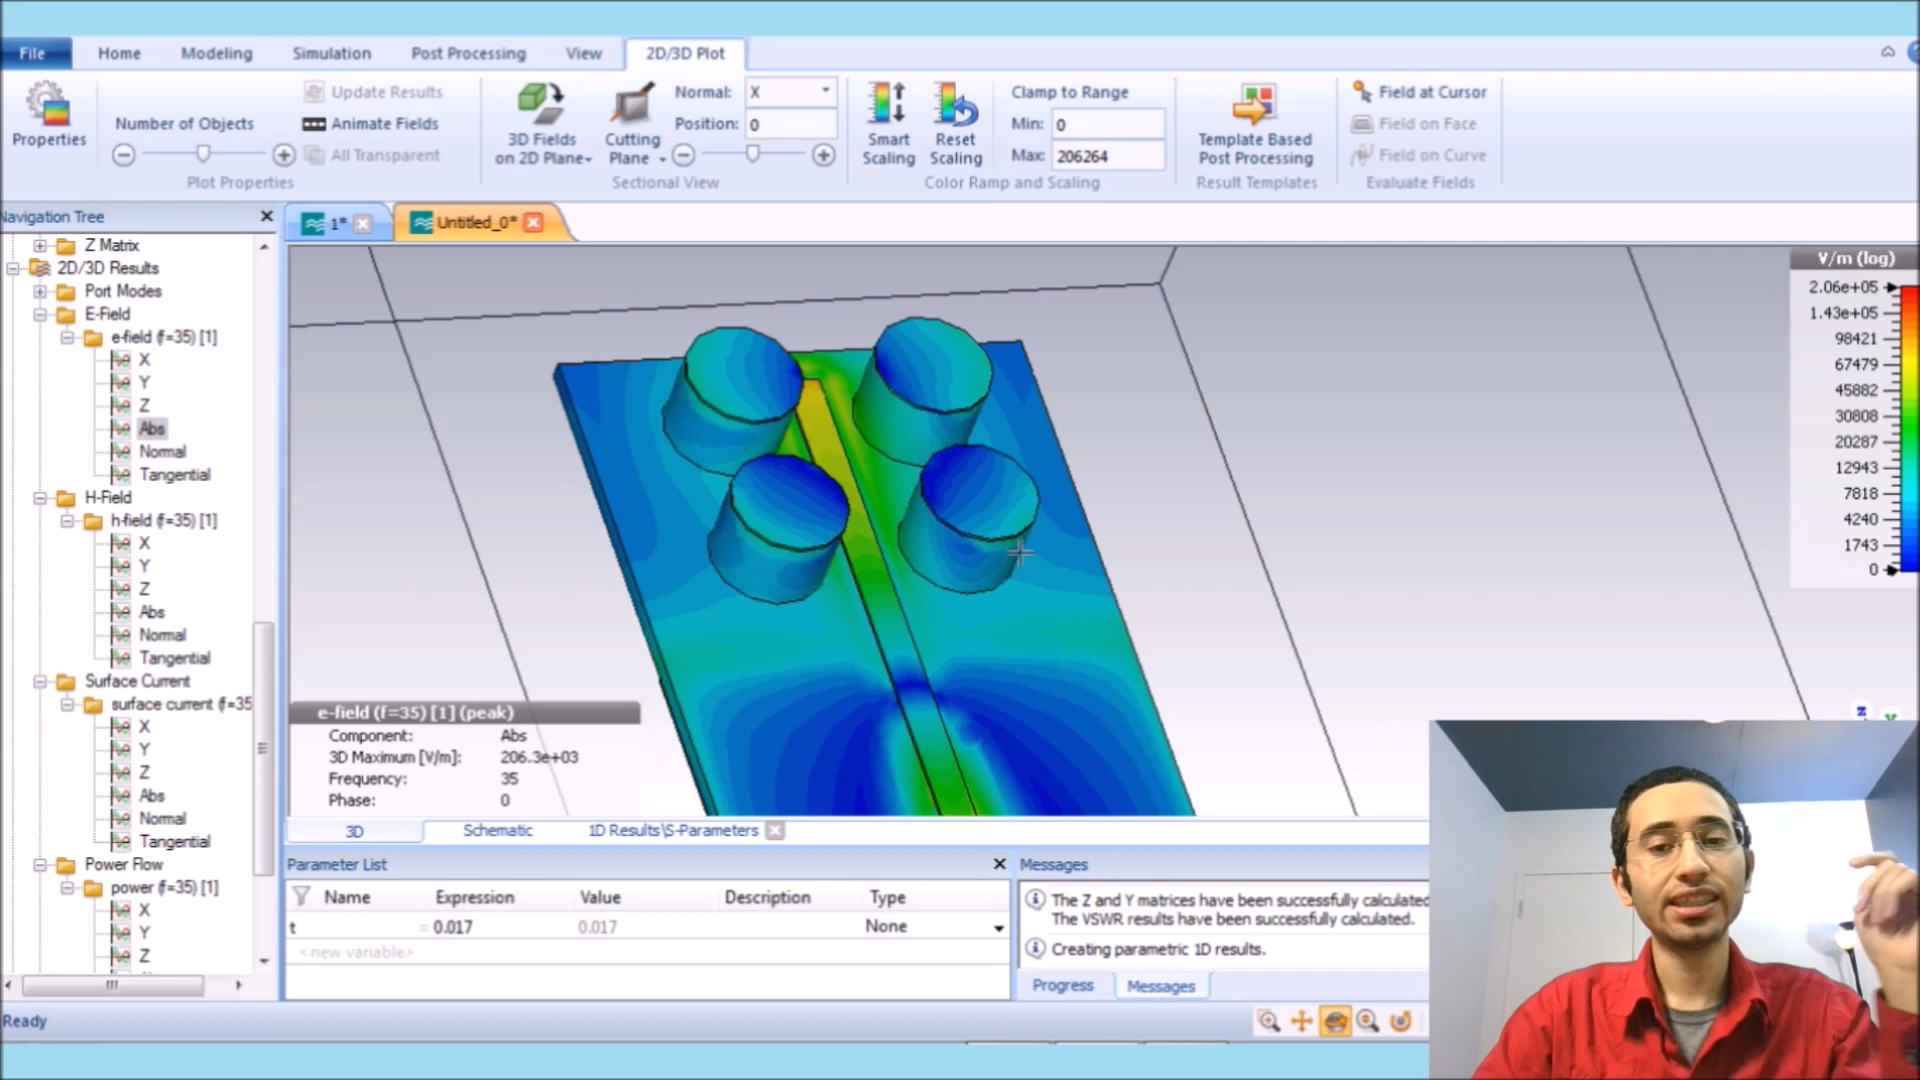 File
Home
Modeling
Simulation
Post Processing
View
2D/3D Plot
Properties
Number of Objects
Update Results
Animate Fields
All Transparent
Plot Properties
3D Fields
on 2D Plane
Cutting
Plane
Normal: X
Position: 0
Sectional View
Smart
Scaling
Reset
Scaling
Clamp to Range
Min: 0
Max: 206264
Color Ramp and Scaling
Template Based
Post Processing
Result Templates
Field at Cursor
Field on Face
Field on Curve
Evaluate Fields
Navigation Tree
1*
Untitled_0*
Z Matrix
2D/3D Results
Port Modes
E-Field
e-field (f=35) [1]
X
Y
Z
Abs
Normal
Tangential
H-Field
h-field (f=35) [1]
X
Y
Z
Abs
Normal
Tangential
Surface Current
surface current (f=35
X
Y
Z
Abs
Normal
Tangential
Power Flow
power (f=35) [1]
X
Y
Z
V/m (log)
2.06e+05
1.43e+05
98421
67479
45882
30808
20287
12943
7818
4240
1743
0
z
y
e-field (f=35) [1] (peak)
Component: Abs
3D Maximum [V/m]: 206.3e+03
Frequency: 35
Phase: 0
3D
Schematic
1D Results\S-Parameters
Parameter List
Name Expression Value Description Type
t = 0.017 0.017 None
<new variable>
Messages
The Z and Y matrices have been successfully calculated
The VSWR results have been successfully calculated.
Creating parametric 1D results.
Progress
Messages
Ready